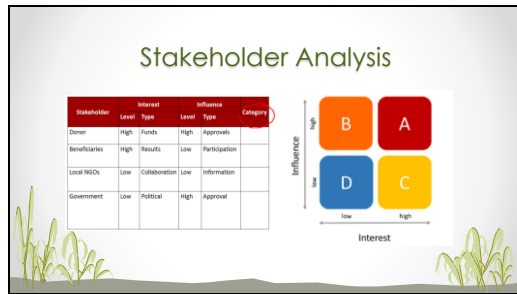 Stakeholder Analysis
Stakeholder Interest Influence Category
Level Type Level Type
Donor High Funds High Approvals
Beneficiaries High Results Low Participation
Local NGOs Low Collaboration Low Information
Government Low Political High Approval
Influence
high
low
B A
D C
low high
Interest